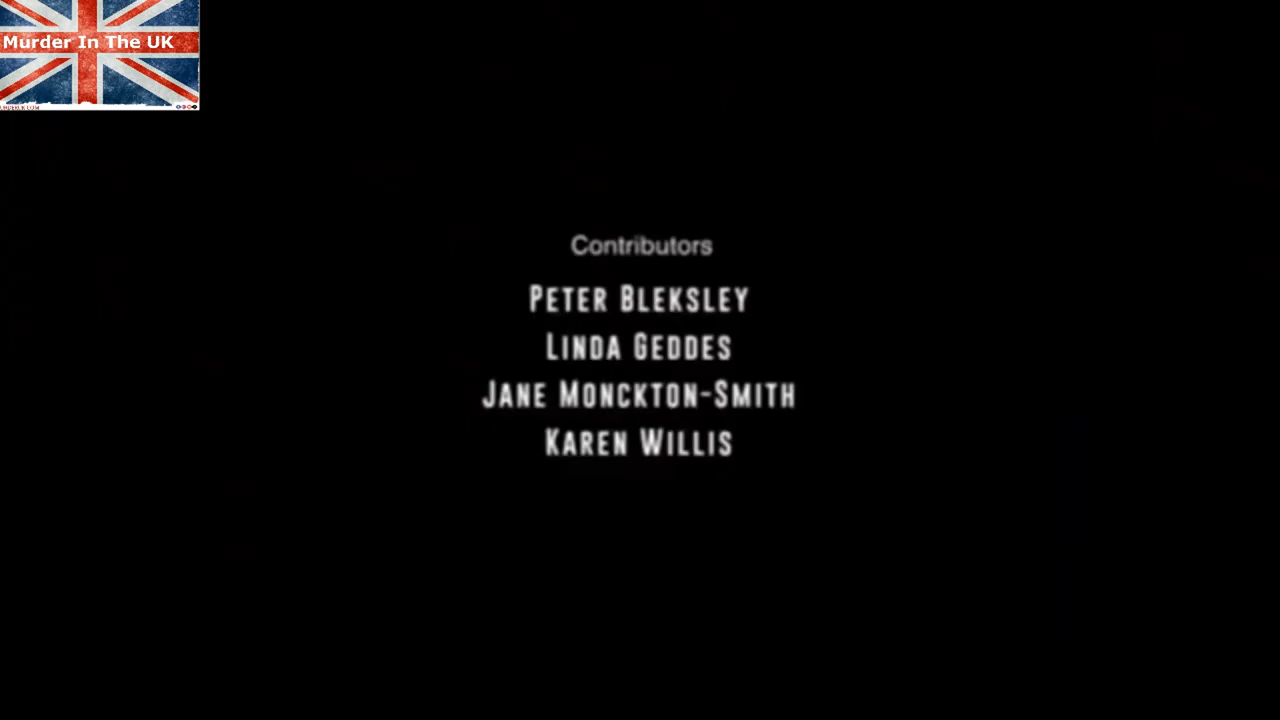 Murder In The UK
Contributors
PETER BLEKSLEY
LINDA GEDDES
JANE MONCKTON-SMITH
KAREN WILLIS